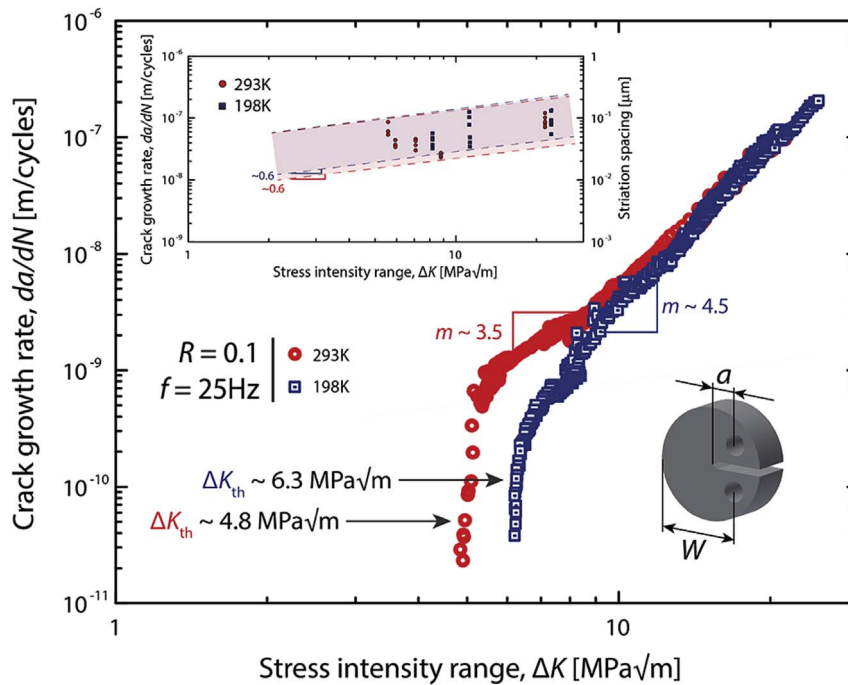 10⁻⁶
10⁻⁷
10⁻⁸
10⁻⁹
10⁻¹⁰
10⁻¹¹
Crack growth rate, da/dN [m/cycles]
1
10
Stress intensity range, ΔK [MPa√m]
10⁻⁶
10⁻⁷
10⁻⁸
10⁻⁹
Crack growth rate, da/dN [m/cycles]
293K
198K
~0.6
~0.6
1
10⁻¹
10⁻²
10⁻³
Striation spacing [μm]
1
10
Stress intensity range, ΔK [MPa√m]
m ~ 3.5
m ~ 4.5
R = 0.1
f = 25Hz
293K
198K
ΔKth ~ 6.3 MPa√m
ΔKth ~ 4.8 MPa√m
a
W